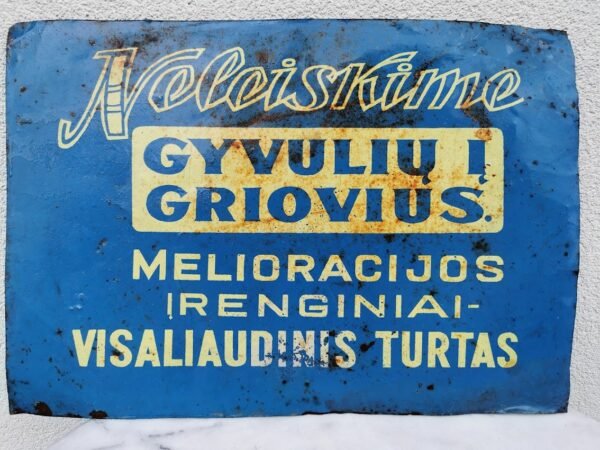 Neleiskime
GYVULIŲ Į
GRIOVIUS.
MELIORACIJOS
ĮRENGINIAI-
VISALIAUDINIS TURTAS